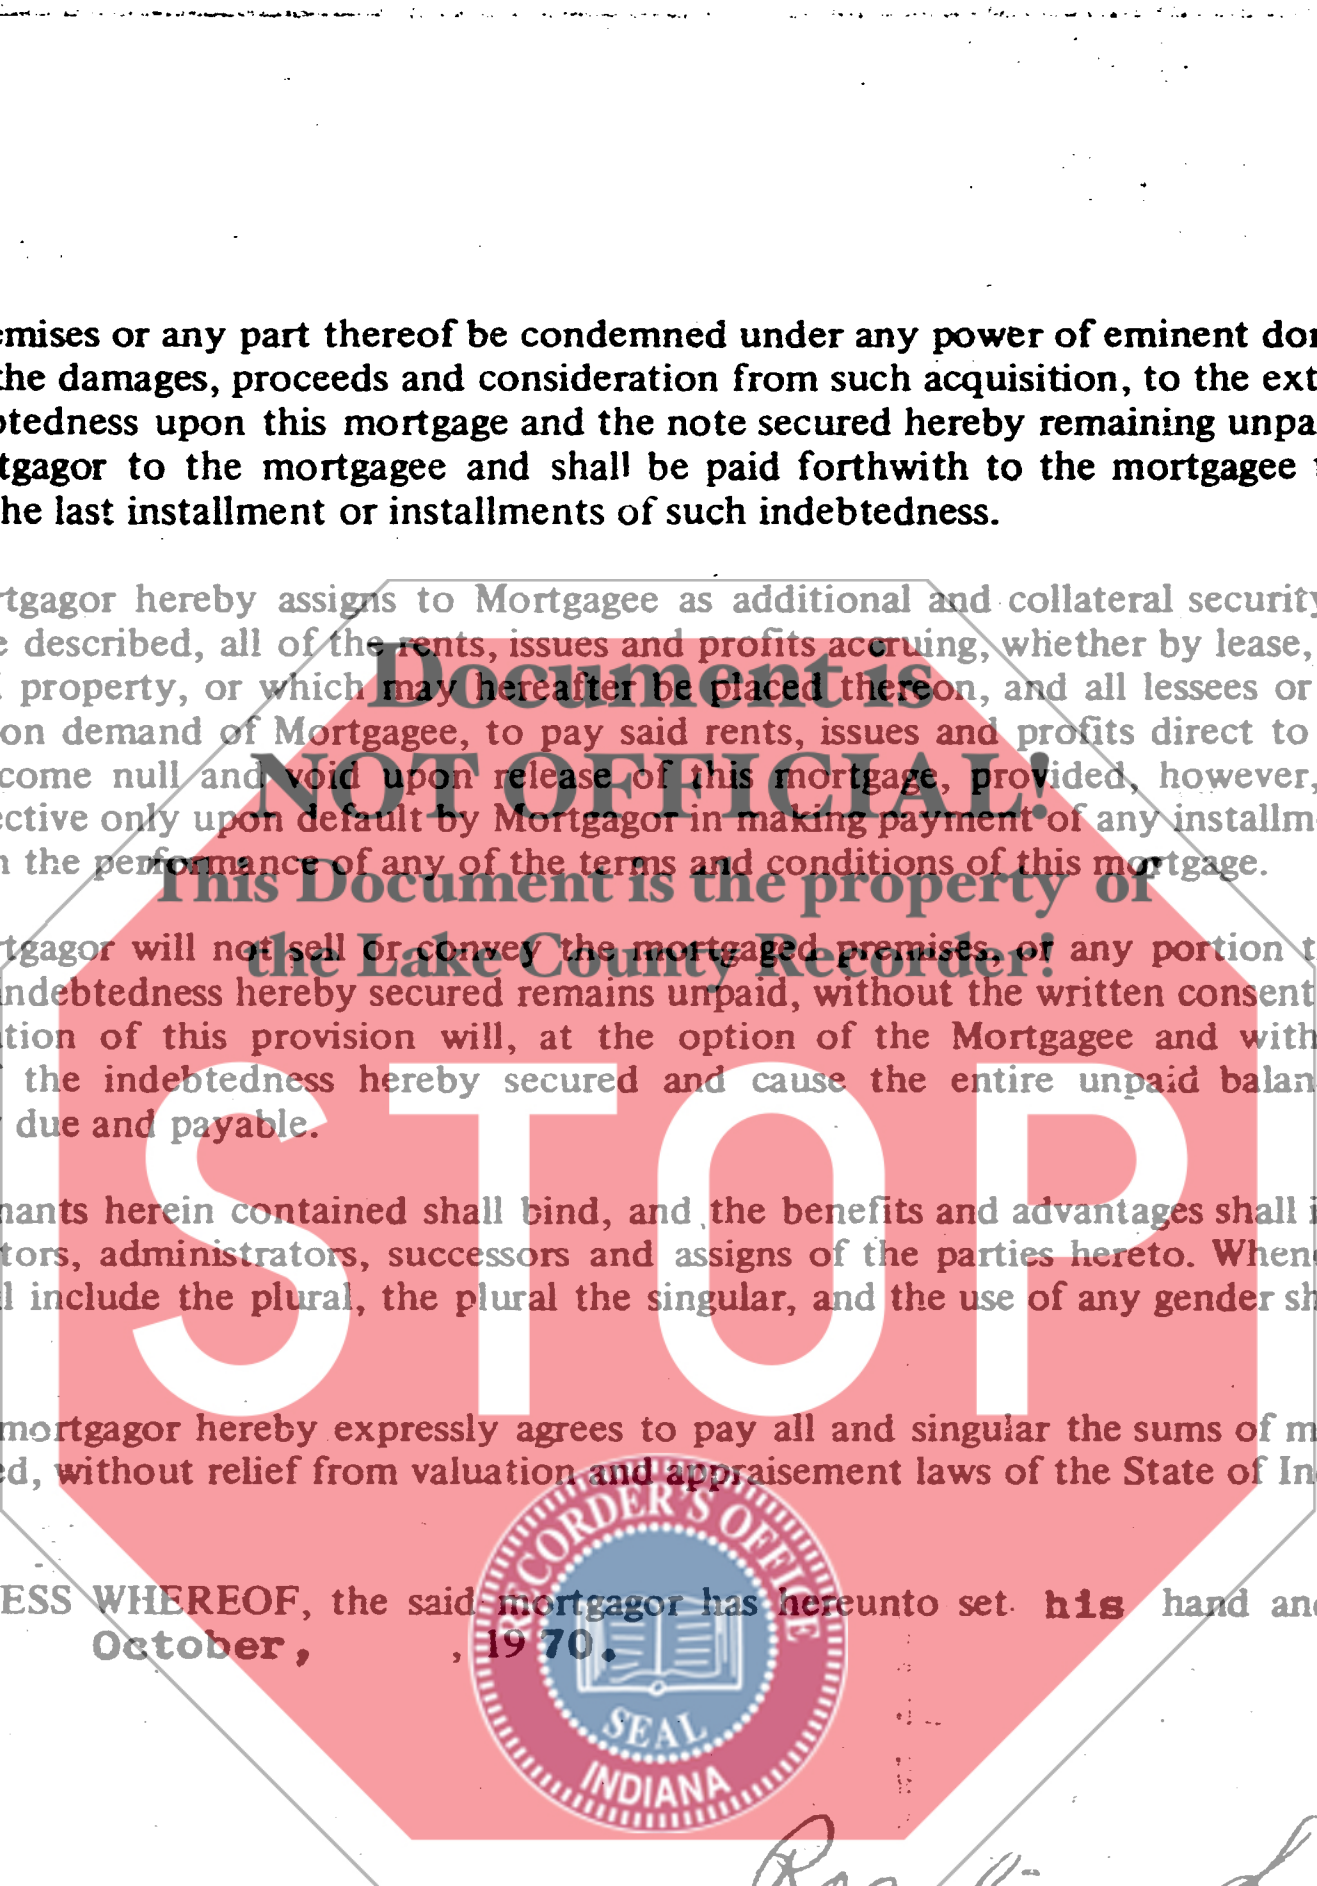 emises or any part thereof be condemned under any power of eminent dor
the damages, proceeds and consideration from such acquisition, to the ext
btedness upon this mortgage and the note secured hereby remaining unpa
tgagor to the mortgagee and shall be paid forthwith to the mortgagee
he last installment or installments of such indebtedness.
rtgagor hereby assigns to Mortgagee as additional and collateral security
e described, all of the rents, issues and profits accruing, whether by lease,
property, or which may hereafter be placed thereon, and all lessees or
on demand of Mortgagee, to pay said rents, issues and profits direct to
come null and void upon release of this mortgage, provided, however,
ective only upon default by Mortgagor in making payment of any installm
n the performance of any of the terms and conditions of this mortgage.
Document is
NOT OFFICIAL!
This Document is the property of
the Lake County Recorder!
rtgagor will not sell or convey the mortgaged premises, or any portion t
ndebtedness hereby secured remains unpaid, without the written consent
tion of this provision will, at the option of the Mortgagee and with
the indebtedness hereby secured and cause the entire unpaid balan
due and payable.
STOP
nants herein contained shall bind, and the benefits and advantages shall i
tors, administrators, successors and assigns of the parties hereto. When
l include the plural, the plural the singular, and the use of any gender sh
mortgagor hereby expressly agrees to pay all and singular the sums of m
ed, without relief from valuation and appraisement laws of the State of In
ESS WHEREOF, the said mortgagor has hereunto set his hand and
October, , 1970.
RECORDER'S OFFICE
SEAL
INDIANA